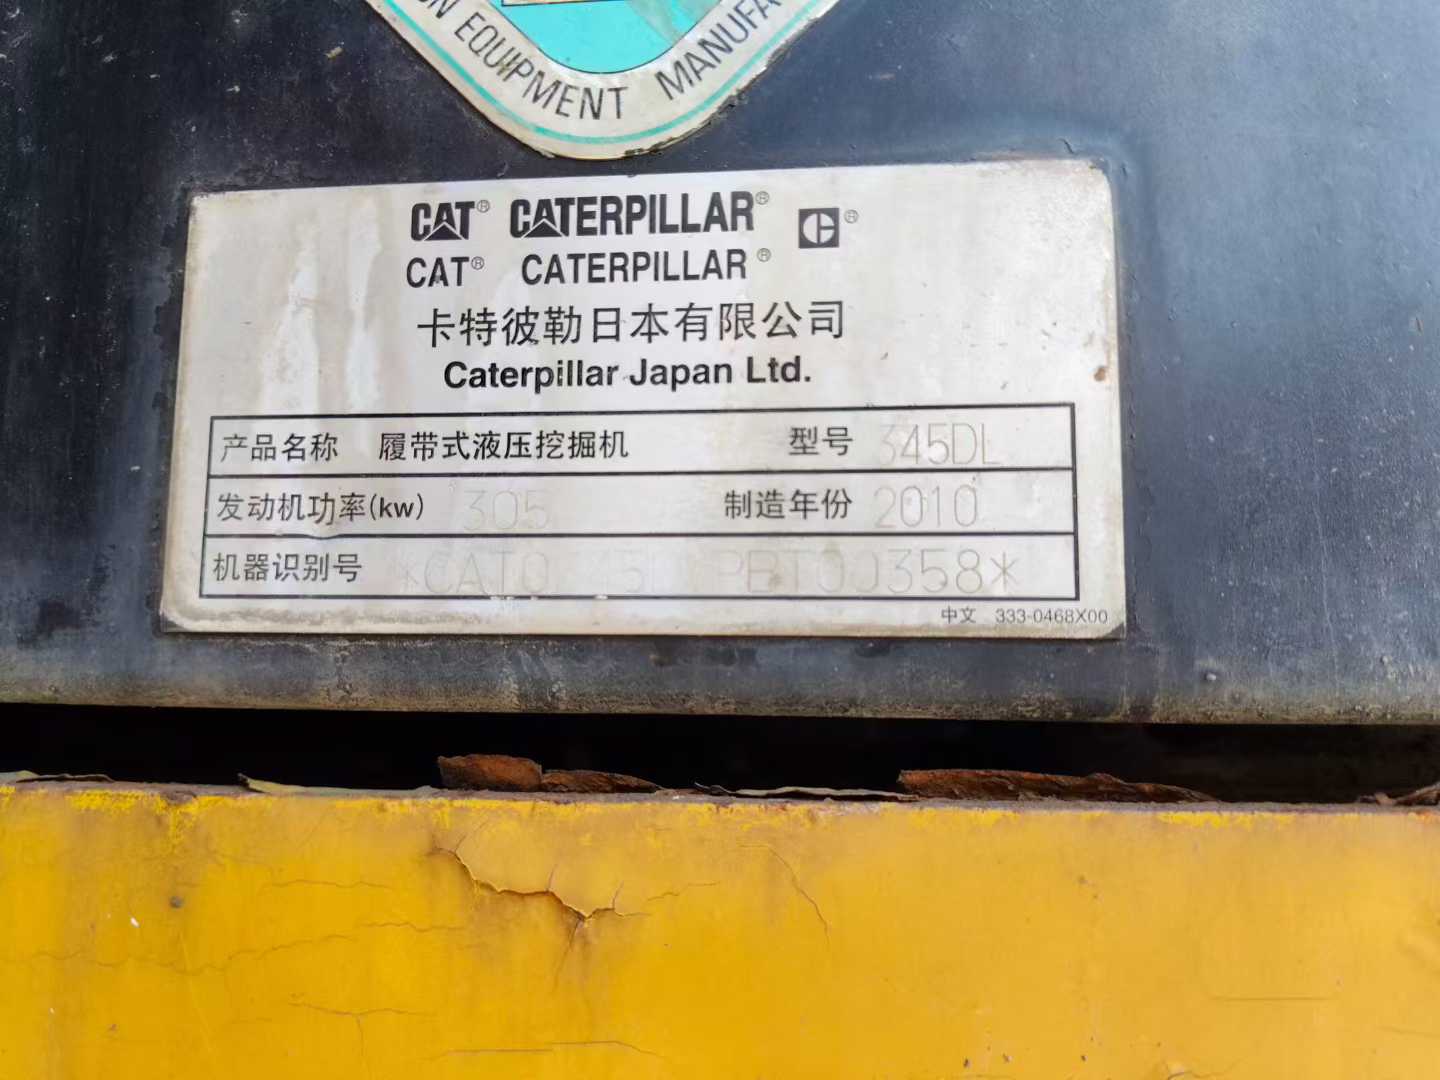 ON EQUIPMENT MANUFA
CAT® CATERPILLAR® ®
CAT® CATERPILLAR®
卡特彼勒日本有限公司
Caterpillar Japan Ltd.
产品名称 履带式液压挖掘机 型号 345DL
发动机功率(kw) 305 制造年份 2010
机器识别号
中文 333-0468X00